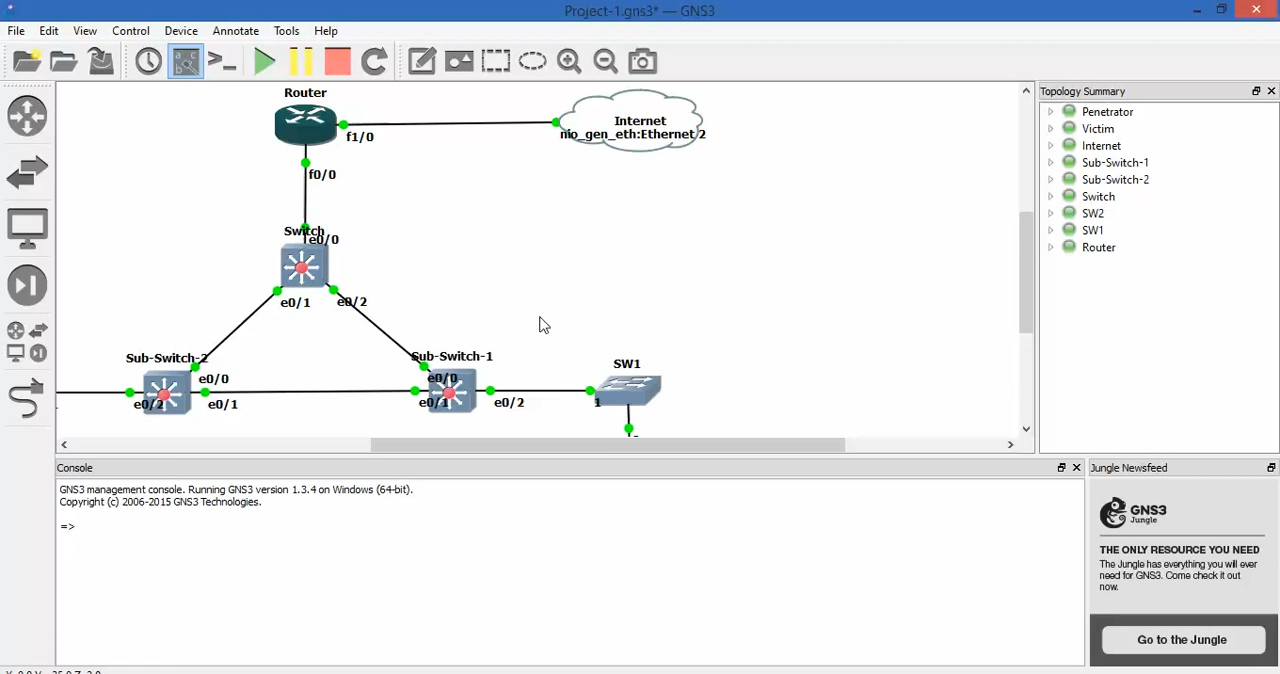 Project-1.gns3* — GNS3
File Edit View Control Device Annotate Tools Help
Router
f1/0
Internet
nio_gen_eth:Ethernet 2
f0/0
Switch
e0/0
e0/1
e0/2
Sub-Switch-2
e0/0
e0/2
e0/1
Sub-Switch-1
e0/0
e0/1
e0/2
SW1
1
Topology Summary
Penetrator
Victim
Internet
Sub-Switch-1
Sub-Switch-2
Switch
SW2
SW1
Router
Console
GNS3 management console. Running GNS3 version 1.3.4 on Windows (64-bit).
Copyright (c) 2006-2015 GNS3 Technologies.
=>
Jungle Newsfeed
GNS3
Jungle
THE ONLY RESOURCE YOU NEED
The Jungle has everything you will ever
need for GNS3. Come check it out
now.
Go to the Jungle